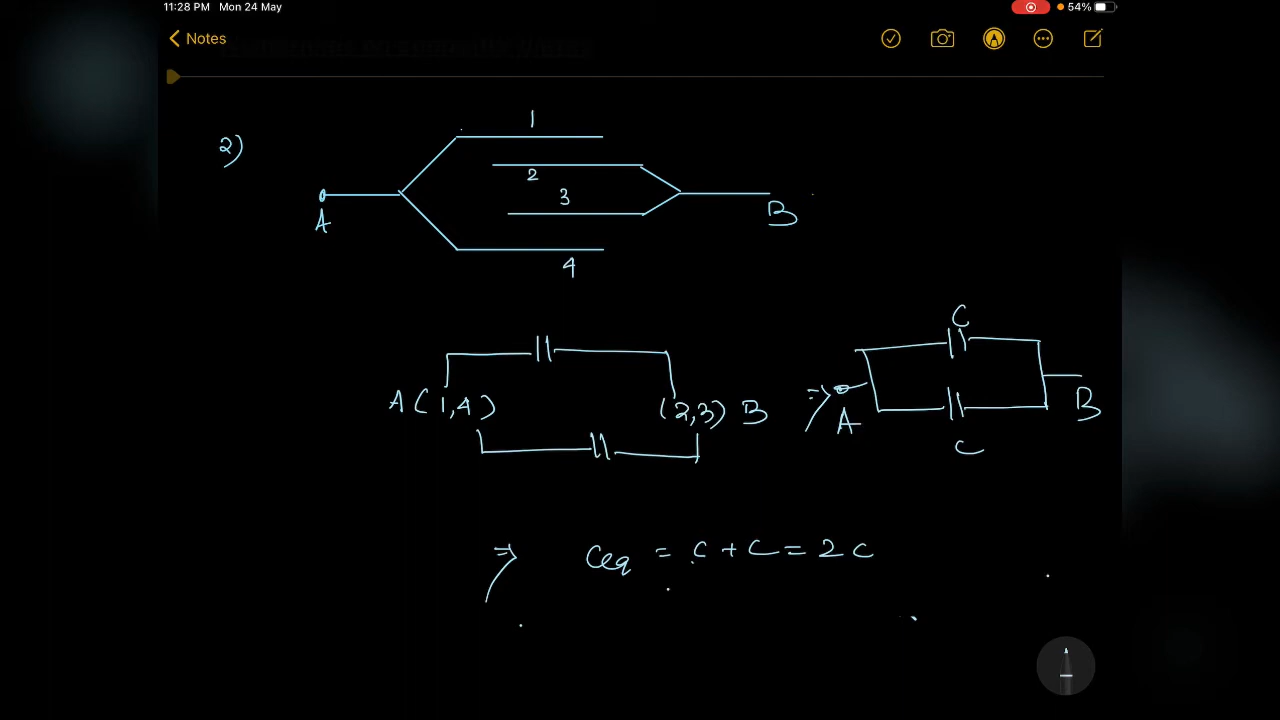 11:28 PM Mon 24 May
54%
Notes
2)
1
2
3
A
B
4
C
A (1,4)
(2,3) B
⇒
A
B
C
⇒ Ceq = C + C = 2C